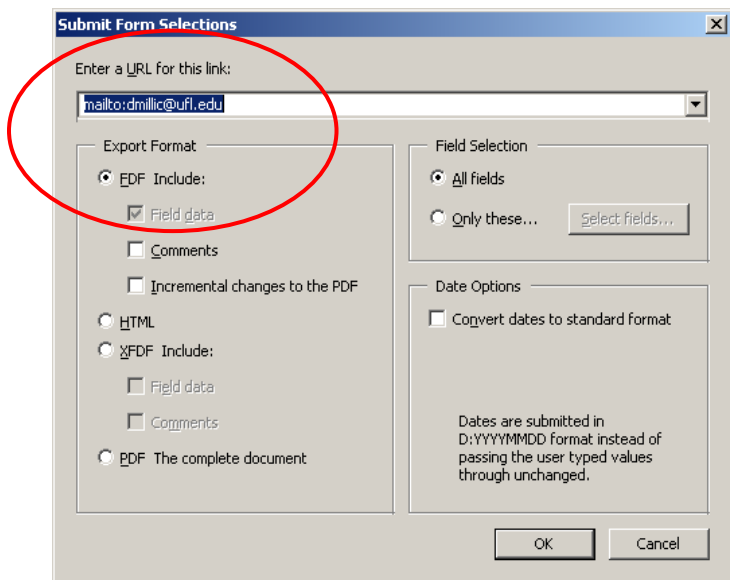 Submit Form Selections
Enter a URL for this link:
mailto:dmillic@ufl.edu
Export Format
FDF Include:
Field data
Comments
Incremental changes to the PDF
HTML
XFDF Include:
Field data
Comments
PDF The complete document
Field Selection
All fields
Only these...
Select fields...
Date Options
Convert dates to standard format
Dates are submitted in
D:YYYYMMDD format instead of
passing the user typed values
through unchanged.
OK
Cancel